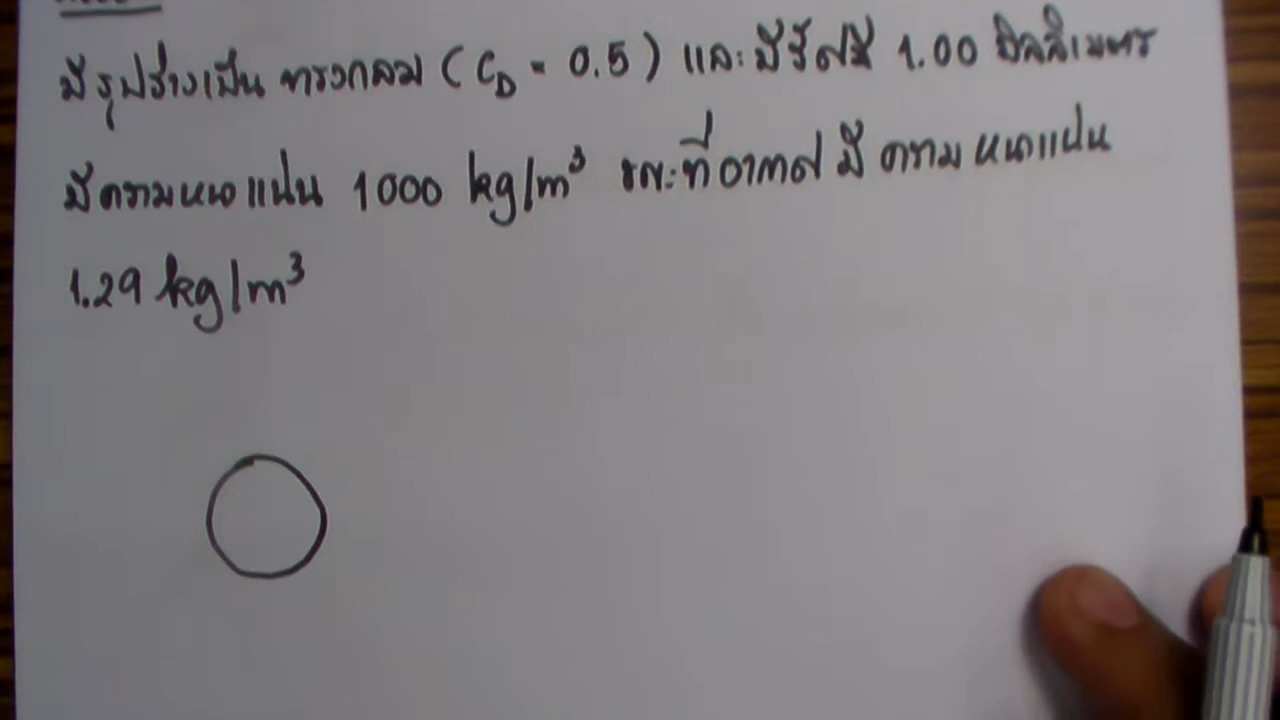 มีรูปร่างเป็น ทรงกลม ( C_D = 0.5 ) และมีรัศมี 1.00 มิลลิเมตร
มีความหนาแน่น 1000 kg/m³ ขณะที่อากาศ มี ความ หนาแน่น
1.29 kg/m³